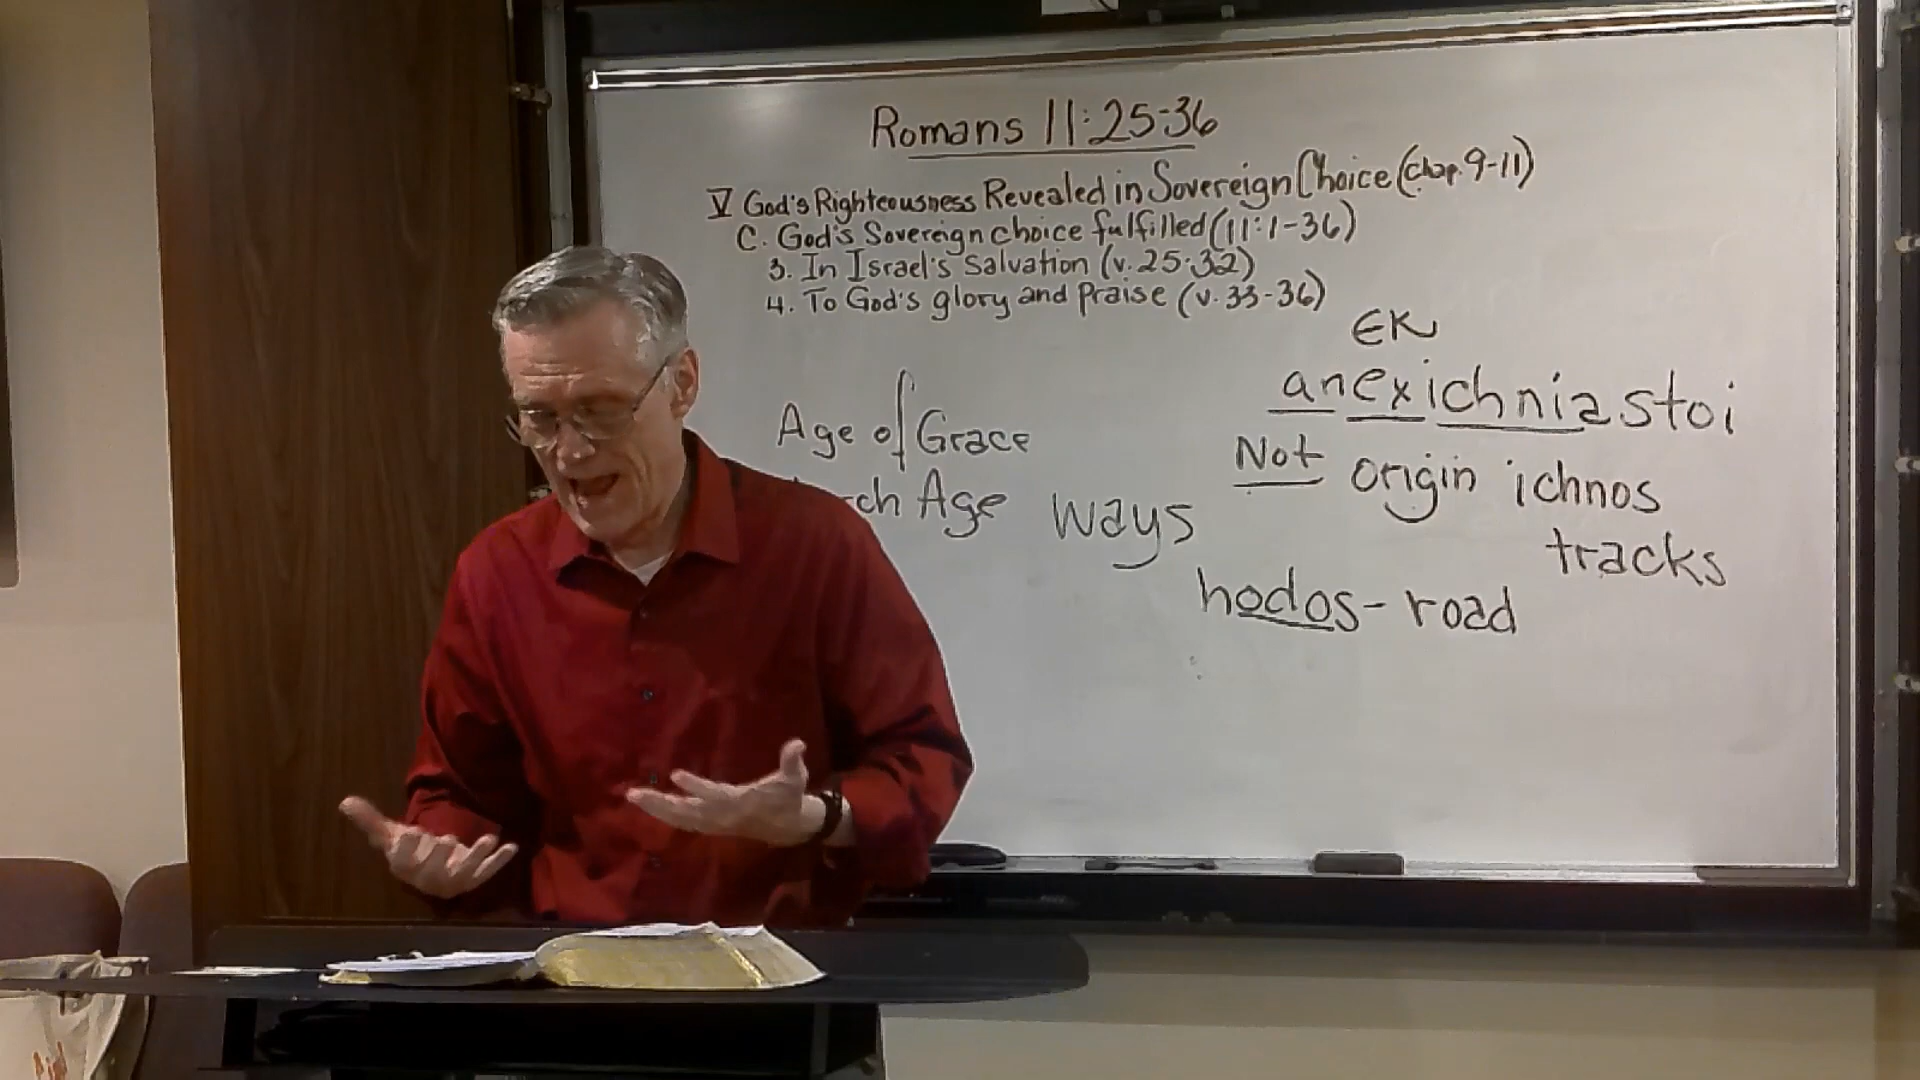 Romans 11:25-36
V God's Righteousness Revealed in Sovereign Choice (chap. 9-11)
C. God's Sovereign choice fulfilled (11:1-36)
3. In Israel's Salvation (v. 25-32)
4. To God's glory and Praise (v. 33-36)
EK
anexichniastoi
Not origin ichnos
tracks
Age of Grace
Age
ways
hodos - road